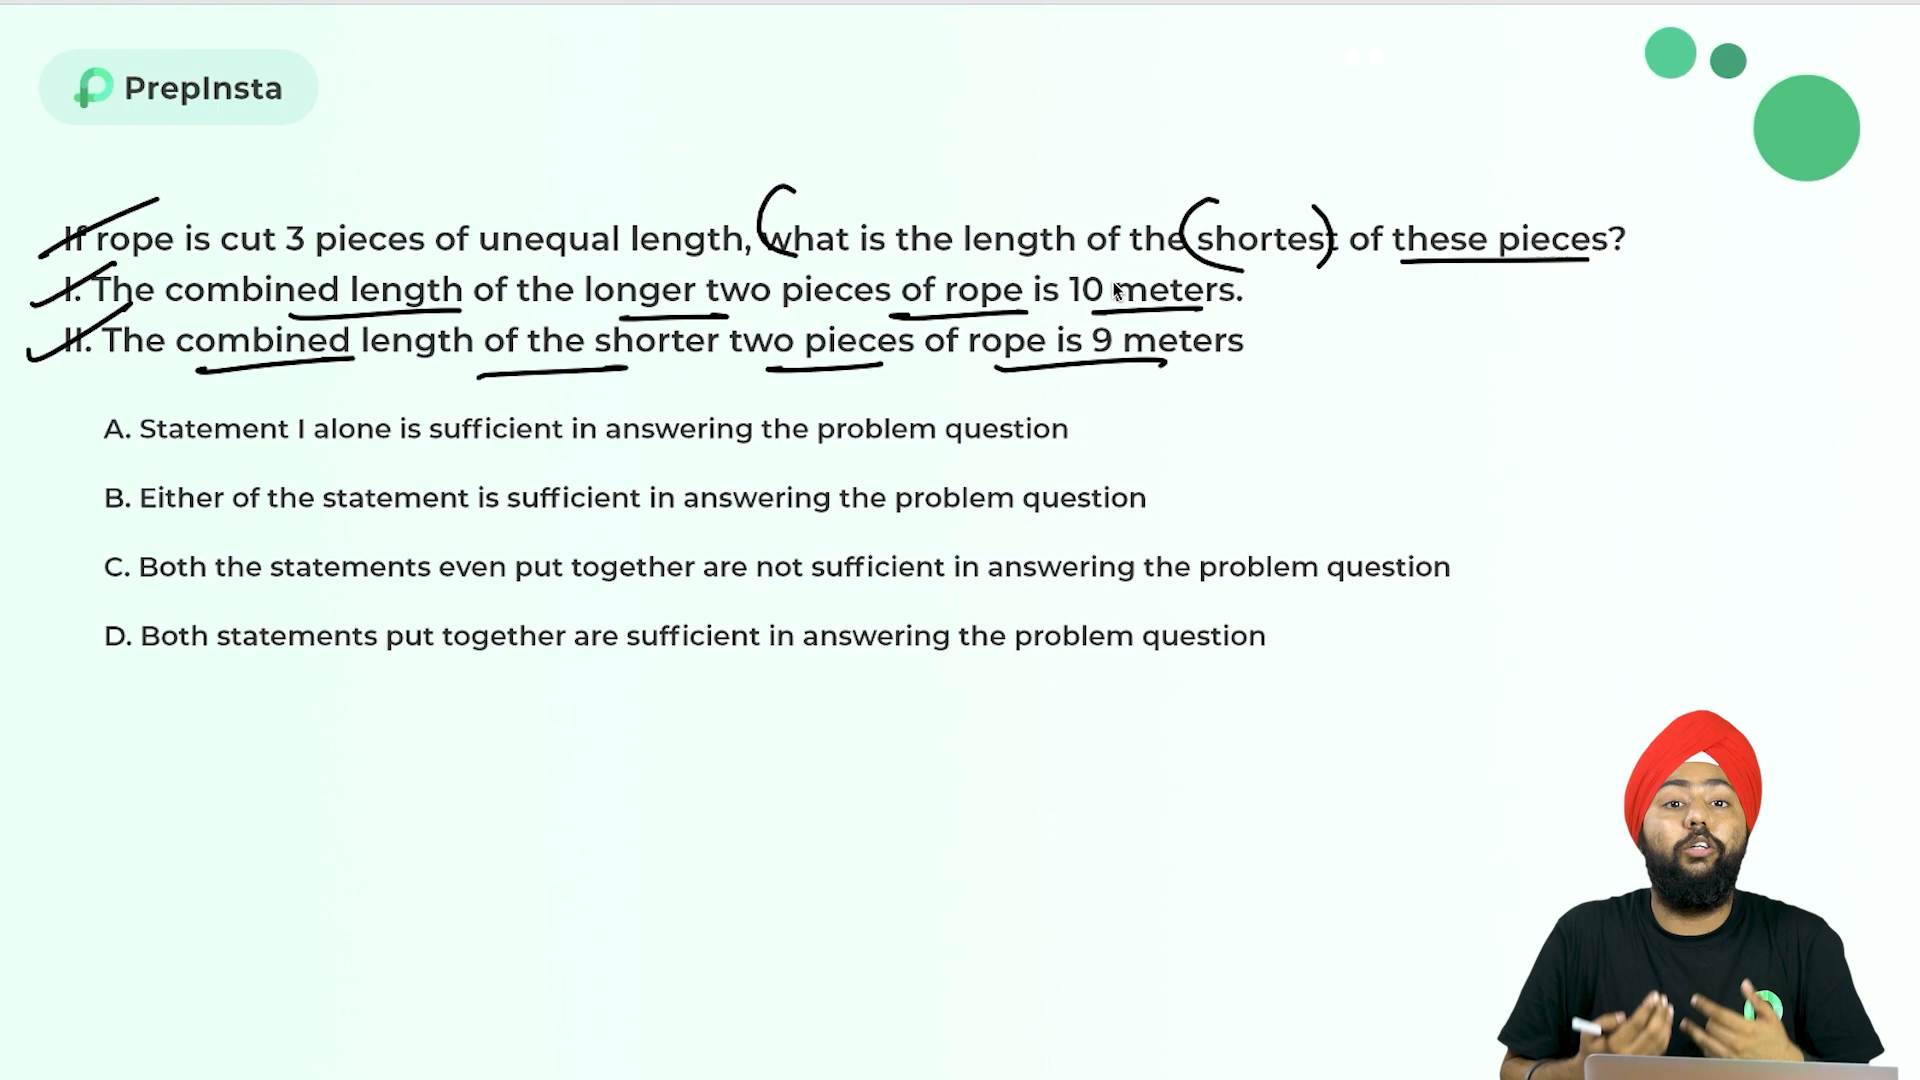 PrepInsta
If rope is cut 3 pieces of unequal length, what is the length of the shortest of these pieces?
I. The combined length of the longer two pieces of rope is 10 meters.
II. The combined length of the shorter two pieces of rope is 9 meters
A. Statement I alone is sufficient in answering the problem question
B. Either of the statement is sufficient in answering the problem question
C. Both the statements even put together are not sufficient in answering the problem question
D. Both statements put together are sufficient in answering the problem question